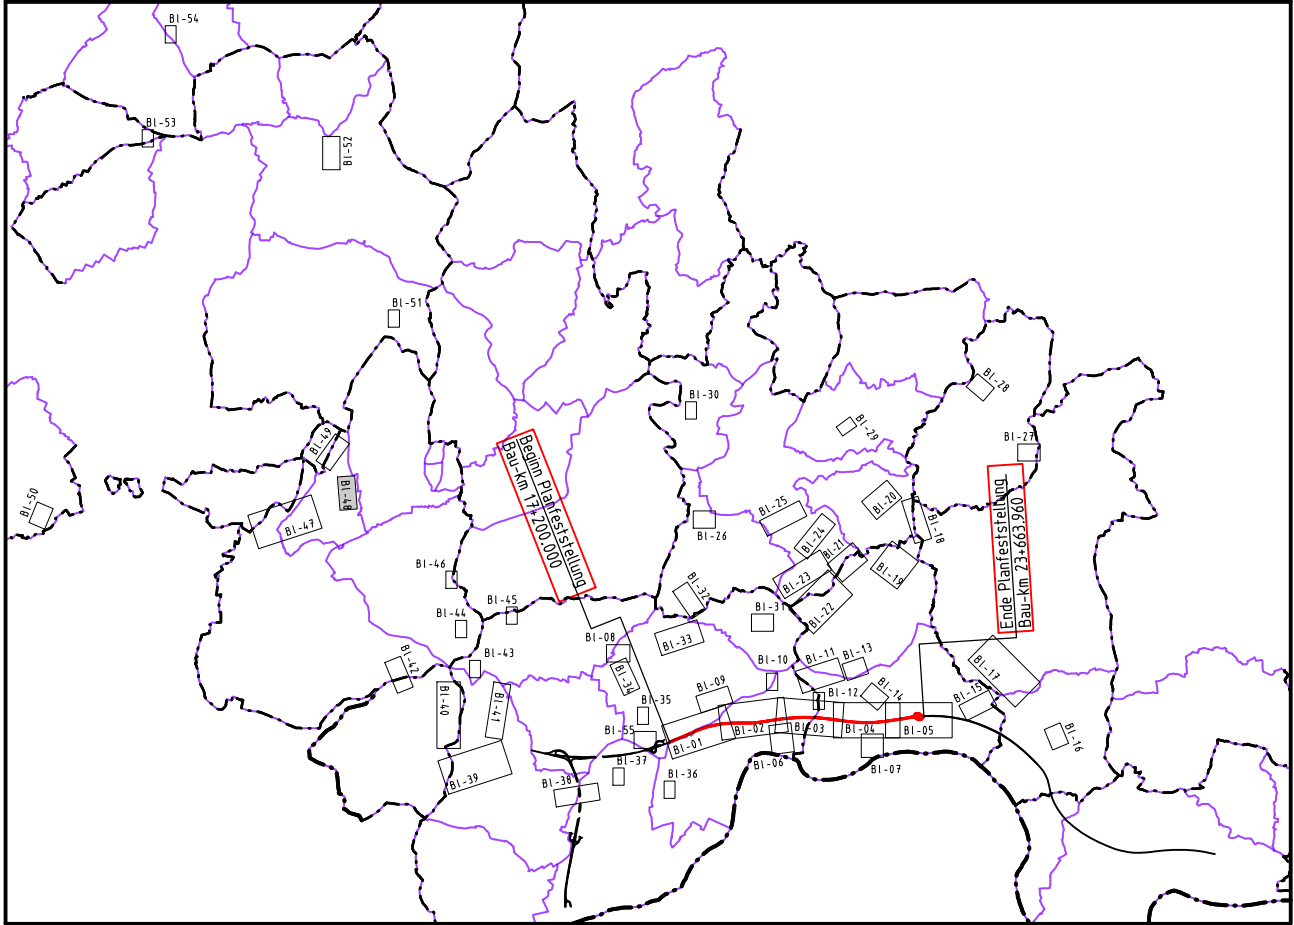 Bl-54
Bl-53
Bl-52
Bl-51
Bl-50
Bl-49
Bl-48
Bl-47
Bl-30
Bl-28
Bl-29
Bl-27
Beginn Planfeststellung
Bau-km 17+200.000
Ende Planfeststellung
Bau-km 23+663.960
Bl-25
Bl-26
Bl-24
Bl-20
Bl-21
Bl-18
Bl-19
Bl-23
Bl-22
Bl-46
Bl-45
Bl-44
Bl-43
Bl-42
Bl-32
Bl-31
Bl-33
Bl-08
Bl-34
Bl-10
Bl-11
Bl-13
Bl-12
Bl-14
Bl-17
Bl-15
Bl-16
Bl-09
Bl-35
Bl-55
Bl-40
Bl-41
Bl-39
Bl-38
Bl-37
Bl-36
Bl-01
Bl-02
Bl-03
Bl-04
Bl-05
Bl-06
Bl-07